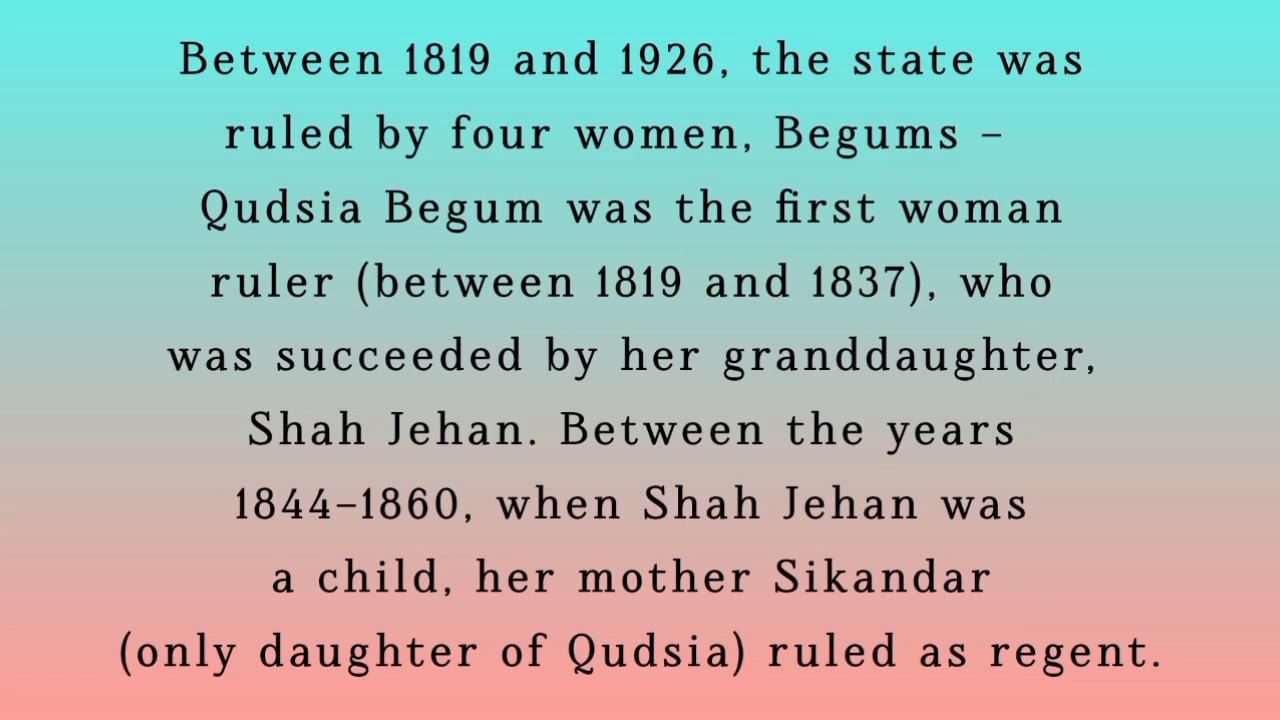 Between 1819 and 1926, the state was
ruled by four women, Begums –
Qudsia Begum was the first woman
ruler (between 1819 and 1837), who
was succeeded by her granddaughter,
Shah Jehan. Between the years
1844–1860, when Shah Jehan was
a child, her mother Sikandar
(only daughter of Qudsia) ruled as regent.